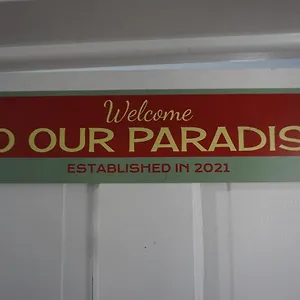 Welcome
O OUR PARADIS
ESTABLISHED IN 2021